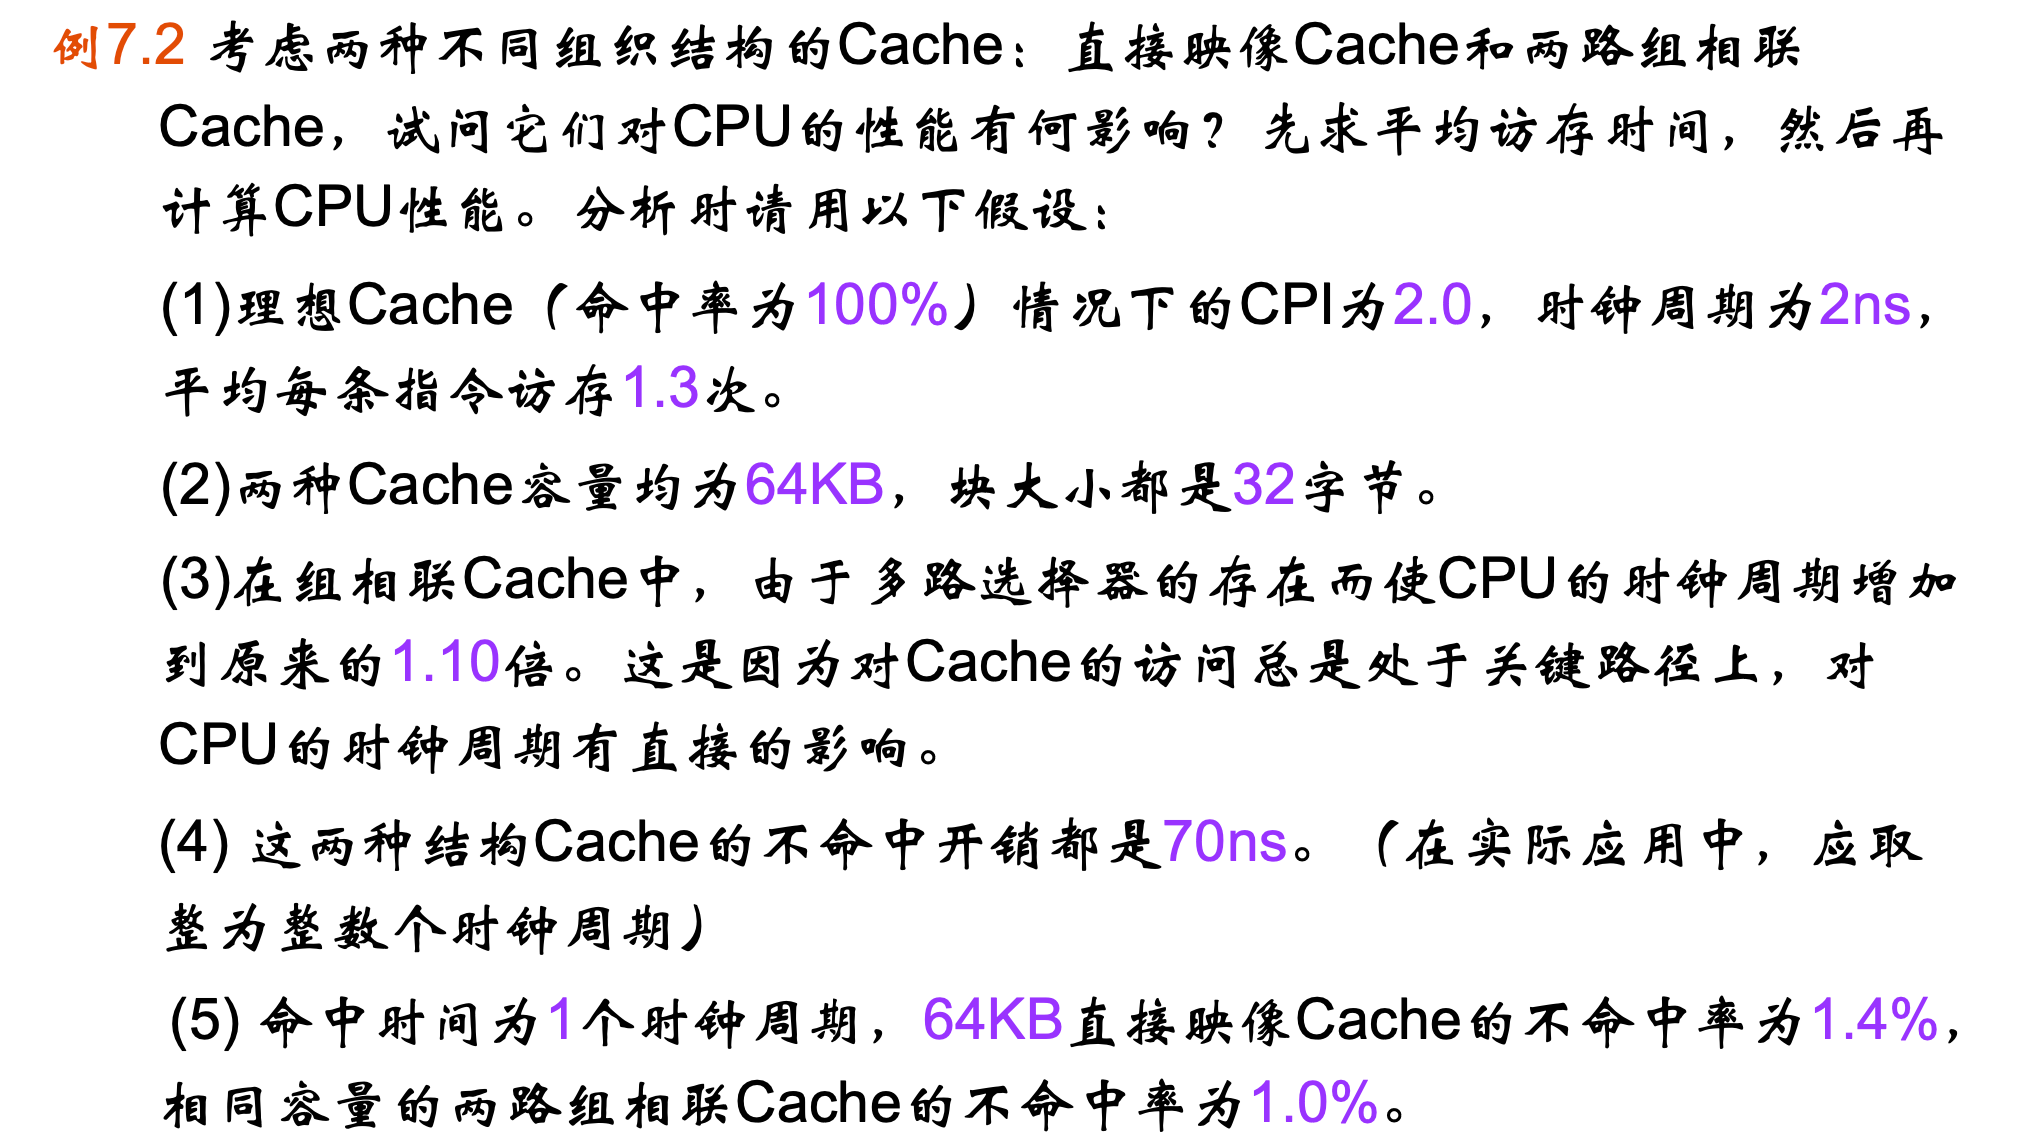 例7.2 考虑两种不同组织结构的Cache：直接映像Cache和两路组相联
Cache，试问它们对CPU的性能有何影响？先求平均访存时间，然后再
计算CPU性能。分析时请用以下假设：
(1)理想Cache（命中率为100%）情况下的CPI为2.0，时钟周期为2ns，
平均每条指令访存1.3次。
(2)两种Cache容量均为64KB，块大小都是32字节。
(3)在组相联Cache中，由于多路选择器的存在而使CPU的时钟周期增加
到原来的1.10倍。这是因为对Cache的访问总是处于关键路径上，对
CPU的时钟周期有直接的影响。
(4) 这两种结构Cache的不命中开销都是70ns。（在实际应用中，应取
整为整数个时钟周期）
(5) 命中时间为1个时钟周期，64KB直接映像Cache的不命中率为1.4%，
相同容量的两路组相联Cache的不命中率为1.0%。